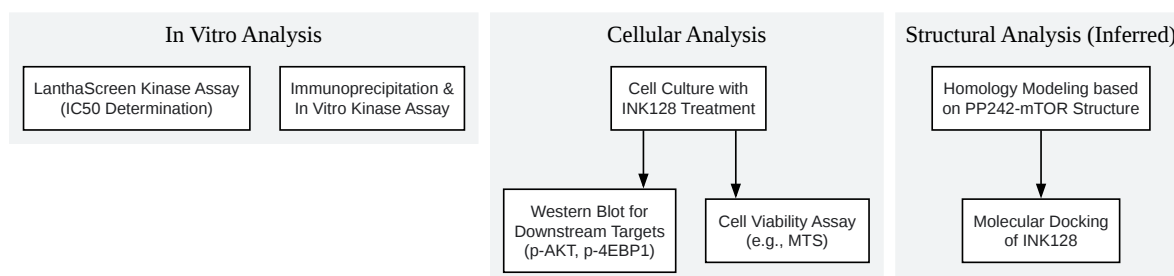 In Vitro Analysis
LanthaScreen Kinase Assay
(IC50 Determination)
Immunoprecipitation &
In Vitro Kinase Assay
Cellular Analysis
Cell Culture with
INK128 Treatment
Western Blot for
Downstream Targets
(p-AKT, p-4EBP1)
Cell Viability Assay
(e.g., MTS)
Structural Analysis (Inferred)
Homology Modeling based
on PP242-mTOR Structure
Molecular Docking
of INK128